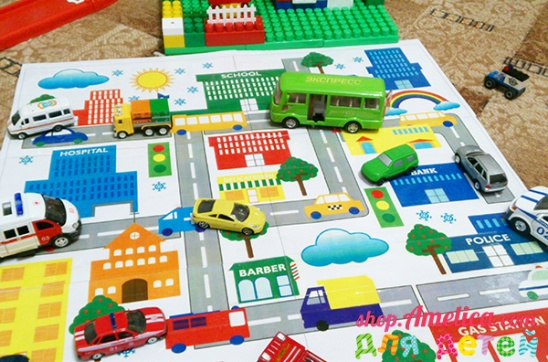 ЭКСПРЕСС
SCHOOL
HOSPITAL
BANK
POLICE
BARBER
GAS STATION
shop.Amelica.com
для детей